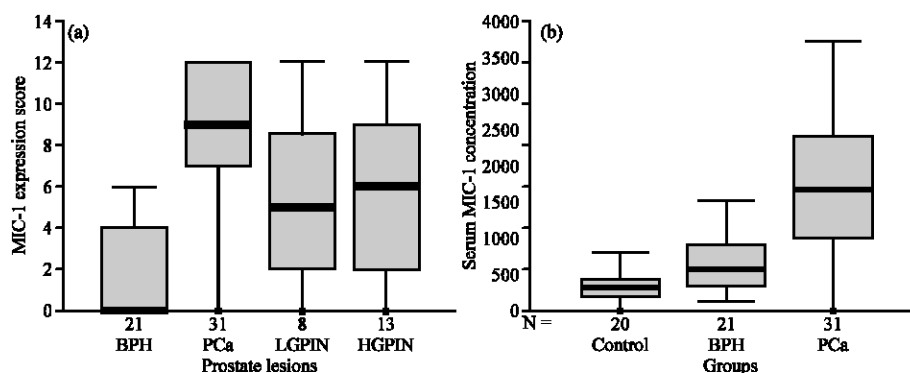 (a)
MIC-1 expression score
14
12
10
8
6
4
2
0
21 31 8 13
BPH PCa LGPIN HGPIN
Prostate lesions
(b)
Serum MIC-1 concentration
4000
3500
3000
2500
2000
1500
1000
500
0
N = 20 21 31
Control BPH PCa
Groups